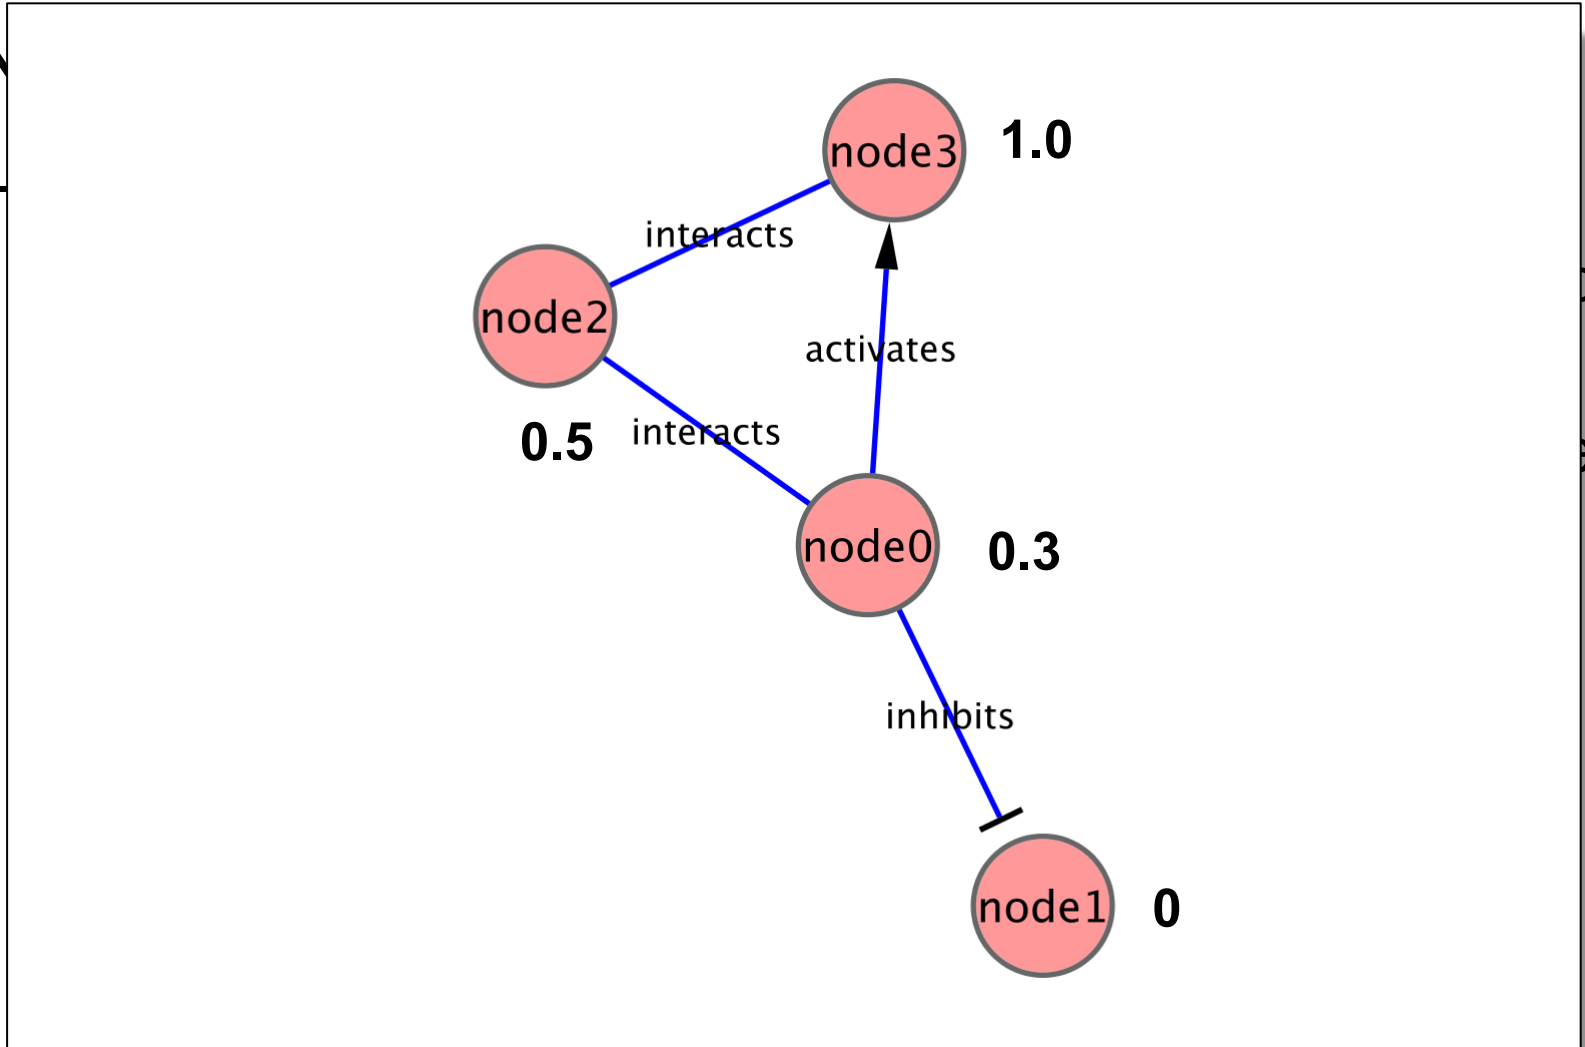 node3
1.0
interacts
node2
activates
0.5
interacts
node0
0.3
inhibits
node1
0